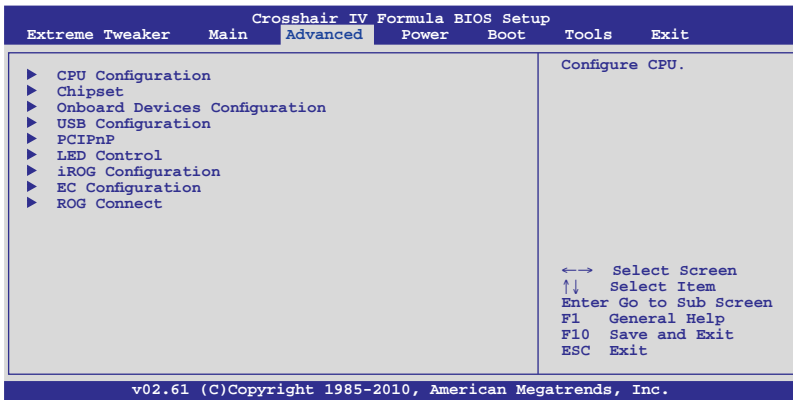 Crosshair IV Formula BIOS Setup
Extreme Tweaker Main Advanced Power Boot Tools Exit
▶ CPU Configuration
▶ Chipset
▶ Onboard Devices Configuration
▶ USB Configuration
▶ PCIPnP
▶ LED Control
▶ iROG Configuration
▶ EC Configuration
▶ ROG Connect
Configure CPU.
←→ Select Screen
↑↓ Select Item
Enter Go to Sub Screen
F1 General Help
F10 Save and Exit
ESC Exit
v02.61 (C)Copyright 1985-2010, American Megatrends, Inc.